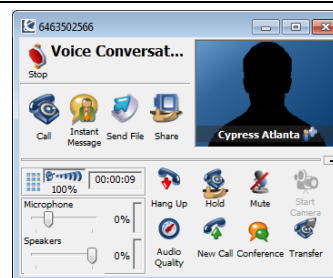 6463502566
Voice Conversat...
Stop
Call
Instant
Message
Send File
Share
Cypress Atlanta
100%
00:00:09
Microphone
0%
Speakers
0%
Hang Up
Hold
Mute
Start
Camera
Audio
Quality
New Call
Conference
Transfer